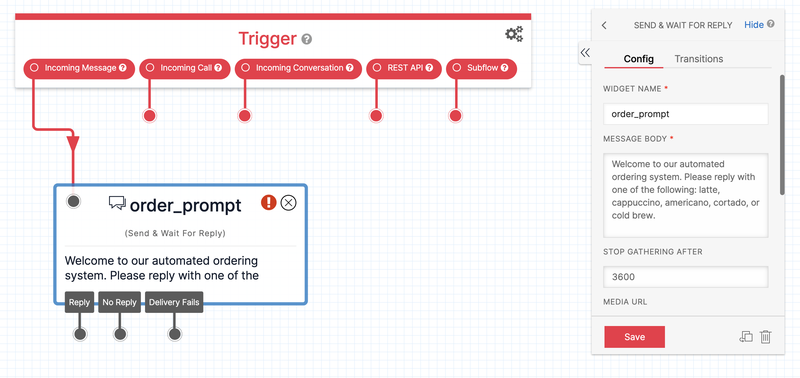 Trigger
Incoming Message
Incoming Call
Incoming Conversation
REST API
Subflow
order_prompt
(Send & Wait For Reply)
Welcome to our automated ordering
system. Please reply with one of the
Reply
No Reply
Delivery Fails
SEND & WAIT FOR REPLY
Hide
Config
Transitions
WIDGET NAME *
order_prompt
MESSAGE BODY *
Welcome to our automated
ordering system. Please reply with
one of the following: latte,
cappuccino, americano, cortado, or
cold brew.
STOP GATHERING AFTER
3600
MEDIA URL
Save